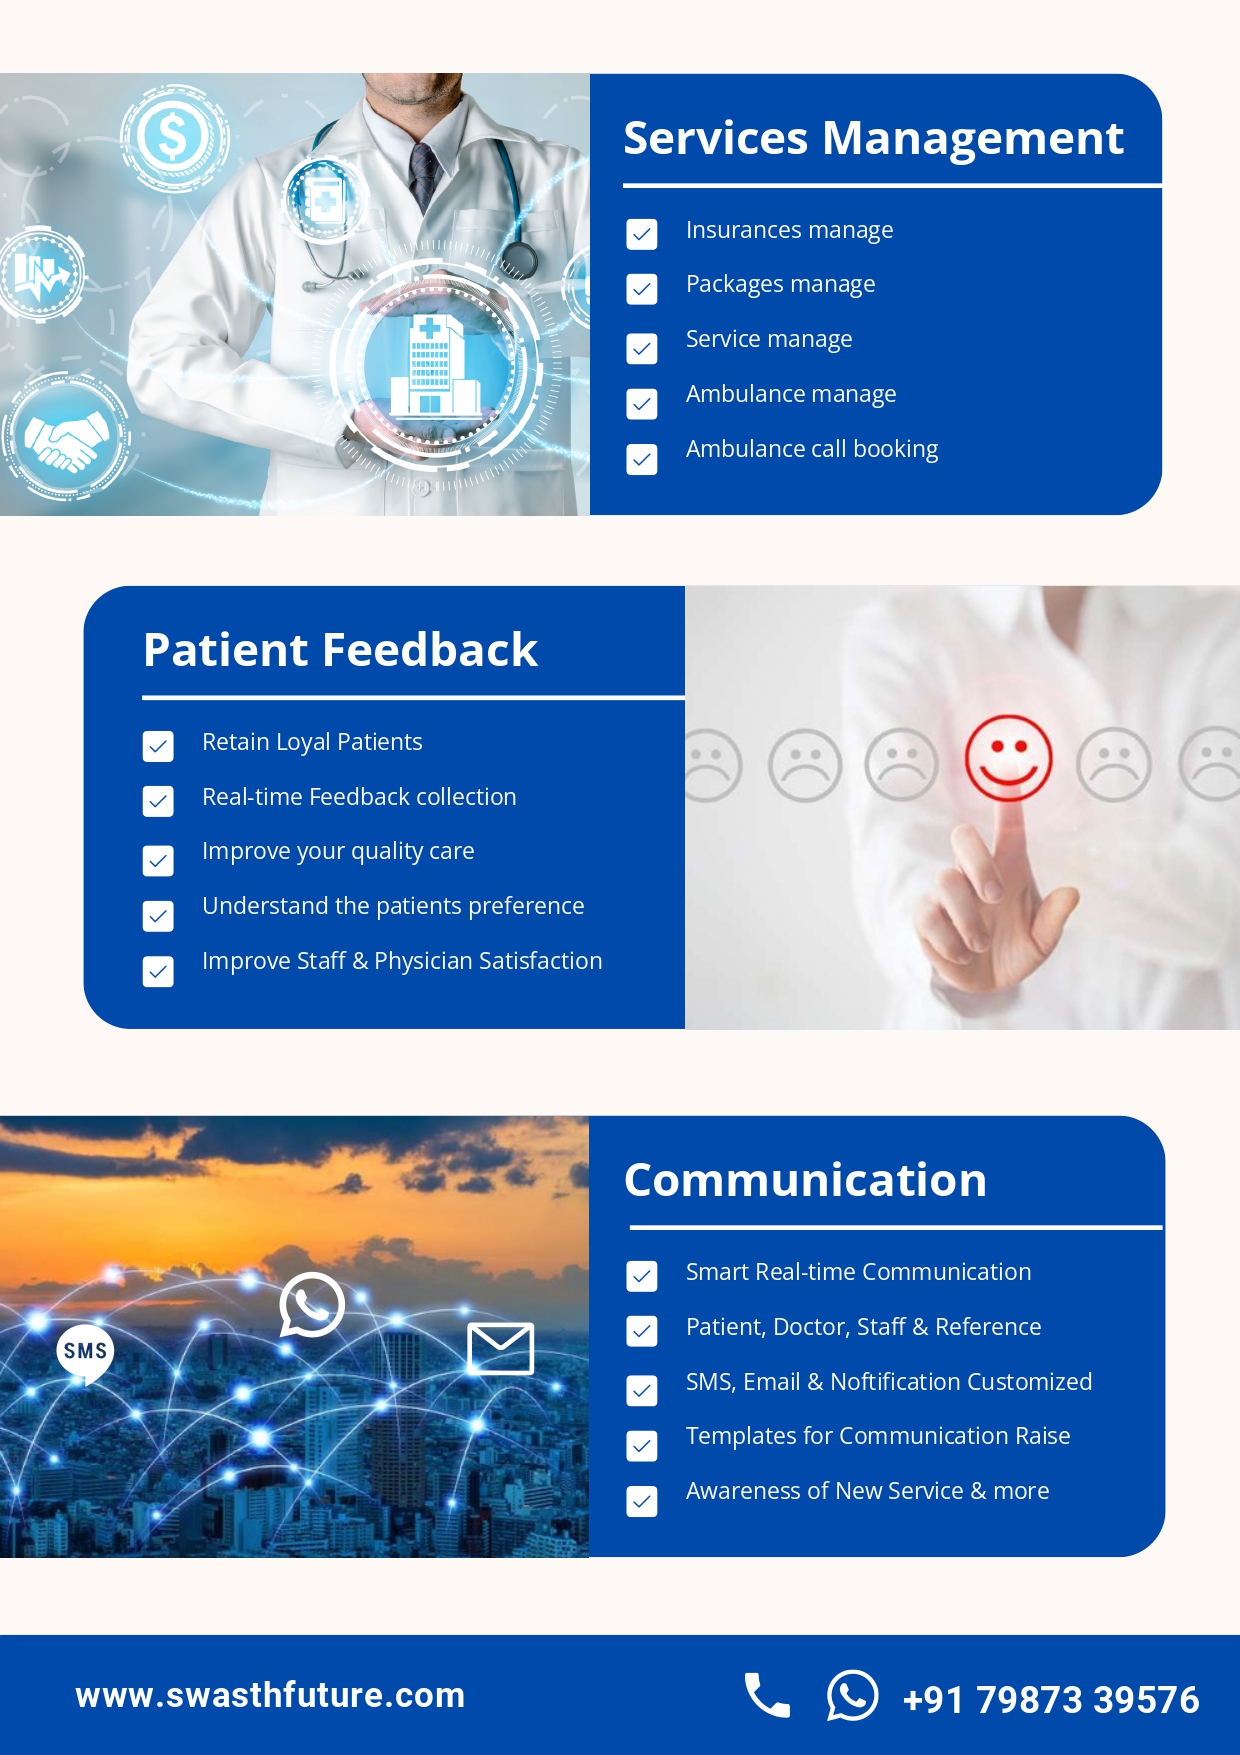 Services Management
Insurances manage
Packages manage
Service manage
Ambulance manage
Ambulance call booking
Patient Feedback
Retain Loyal Patients
Real-time Feedback collection
Improve your quality care
Understand the patients preference
Improve Staff & Physician Satisfaction
SMS
Communication
Smart Real-time Communication
Patient, Doctor, Staff & Reference
SMS, Email & Noftification Customized
Templates for Communication Raise
Awareness of New Service & more
www.swasthfuture.com
+91 79873 39576